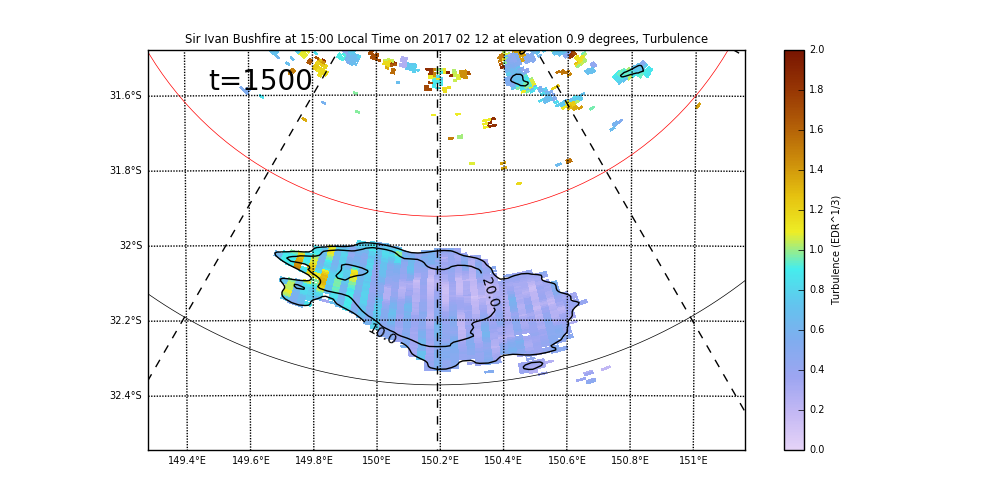 Sir Ivan Bushfire at 15:00 Local Time on 2017 02 12 at elevation 0.9 degrees, Turbulence
t=1500
31.6°S
31.8°S
32°S
32.2°S
32.4°S
20.0
10.0
149.4°E 149.6°E 149.8°E 150°E 150.2°E 150.4°E 150.6°E 150.8°E 151°E
2.0
1.8
1.6
1.4
1.2
1.0
0.8
0.6
0.4
0.2
0.0
Turbulence (EDR^1/3)